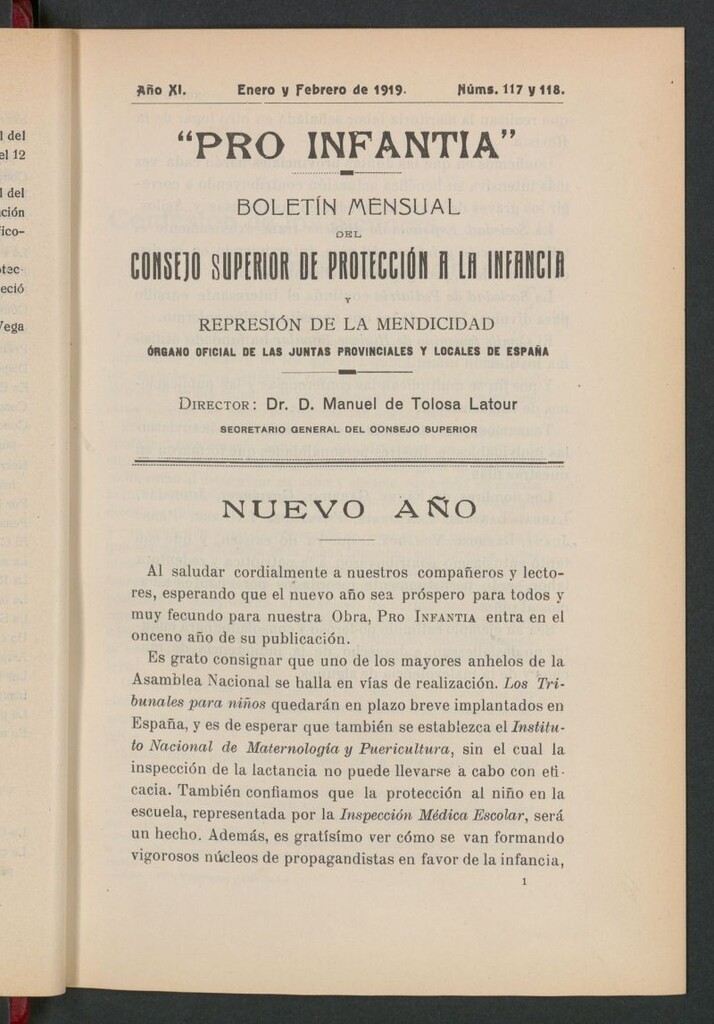 l del
el 12
l del
ción
ico-
otec-
eció
Vega
Año XI. Enero y Febrero de 1919. Núms. 117 y 118.
“PRO INFANTIA”
BOLETÍN MENSUAL
DEL
CONSEJO SUPERIOR DE PROTECCIÓN A LA INFANCIA
Y
REPRESIÓN DE LA MENDICIDAD
ÓRGANO OFICIAL DE LAS JUNTAS PROVINCIALES Y LOCALES DE ESPAÑA
DIRECTOR: Dr. D. Manuel de Tolosa Latour
SECRETARIO GENERAL DEL CONSEJO SUPERIOR
NUEVO AÑO
Al saludar cordialmente a nuestros compañeros y lecto-
res, esperando que el nuevo año sea próspero para todos y
muy fecundo para nuestra Obra, PRO INFANTIA entra en el
onceno año de su publicación.
Es grato consignar que uno de los mayores anhelos de la
Asamblea Nacional se halla en vías de realización. Los Tri-
bunales para niños quedarán en plazo breve implantados en
España, y es de esperar que también se establezca el Institu-
to Nacional de Maternología y Puericultura, sin el cual la
inspección de la lactancia no puede llevarse a cabo con efi-
cacia. También confiamos que la protección al niño en la
escuela, representada por la Inspección Médica Escolar, será
un hecho. Además, es gratísimo ver cómo se van formando
vigorosos núcleos de propagandistas en favor de la infancia,
1